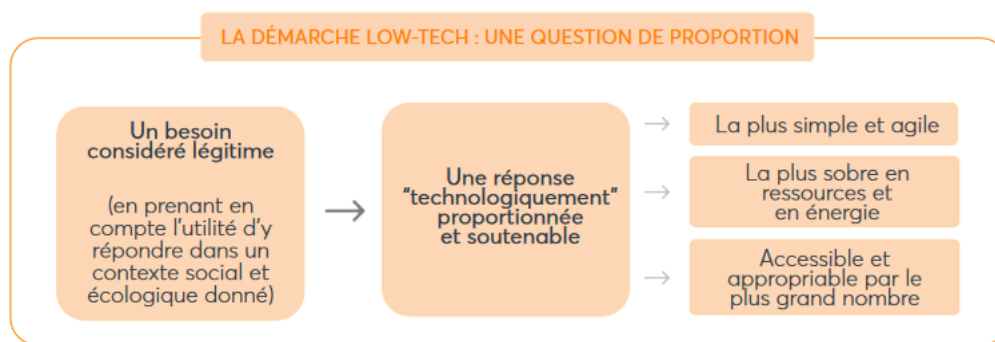 LA DÉMARCHE LOW-TECH : UNE QUESTION DE PROPORTION
Un besoin
considéré légitime
(en prenant en
compte l'utilité d'y
répondre dans un
contexte social et
écologique donné)
Une réponse
"technologiquement"
proportionnée
et soutenable
La plus simple et agile
La plus sobre en
ressources et
en énergie
Accessible et
appropriable par le
plus grand nombre